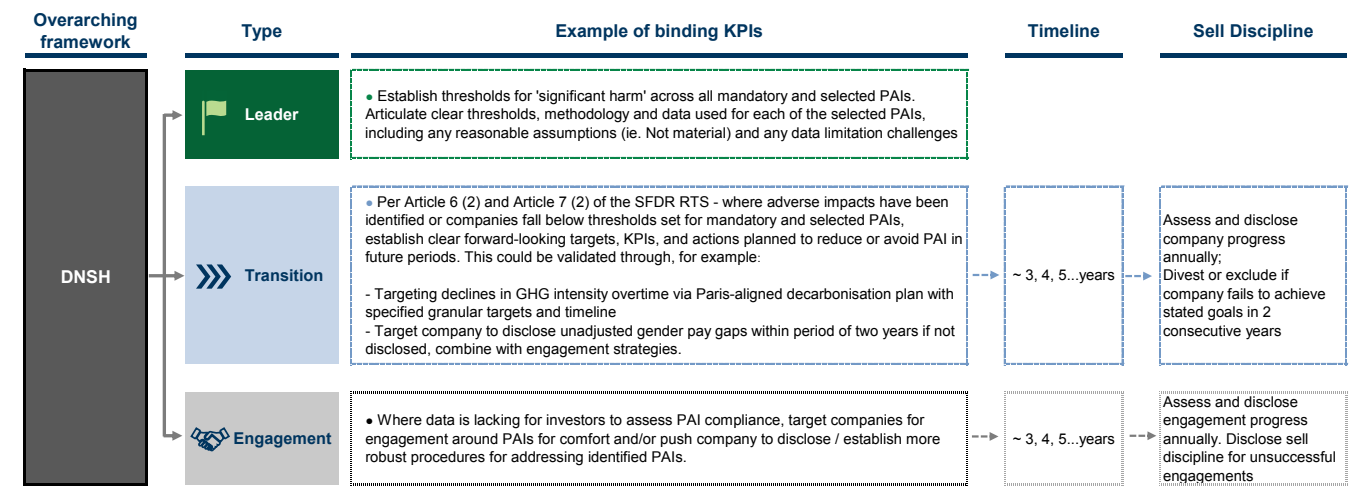 Overarching
framework
Type
Example of binding KPIs
Timeline
Sell Discipline
DNSH
Leader
● Establish thresholds for 'significant harm' across all mandatory and selected PAIs.
Articulate clear thresholds, methodology and data used for each of the selected PAIs,
including any reasonable assumptions (ie. Not material) and any data limitation challenges
Transition
● Per Article 6 (2) and Article 7 (2) of the SFDR RTS - where adverse impacts have been
identified or companies fall below thresholds set for mandatory and selected PAIs,
establish clear forward-looking targets, KPIs, and actions planned to reduce or avoid PAI in
future periods. This could be validated through, for example:
- Targeting declines in GHG intensity overtime via Paris-aligned decarbonisation plan with
specified granular targets and timeline
- Target company to disclose unadjusted gender pay gaps within period of two years if not
disclosed, combine with engagement strategies.
~ 3, 4, 5...years
Assess and disclose
company progress
annually;
Divest or exclude if
company fails to achieve
stated goals in 2
consecutive years
Engagement
● Where data is lacking for investors to assess PAI compliance, target companies for
engagement around PAIs for comfort and/or push company to disclose / establish more
robust procedures for addressing identified PAIs.
~ 3, 4, 5...years
Assess and disclose
engagement progress
annually. Disclose sell
discipline for unsuccessful
engagements